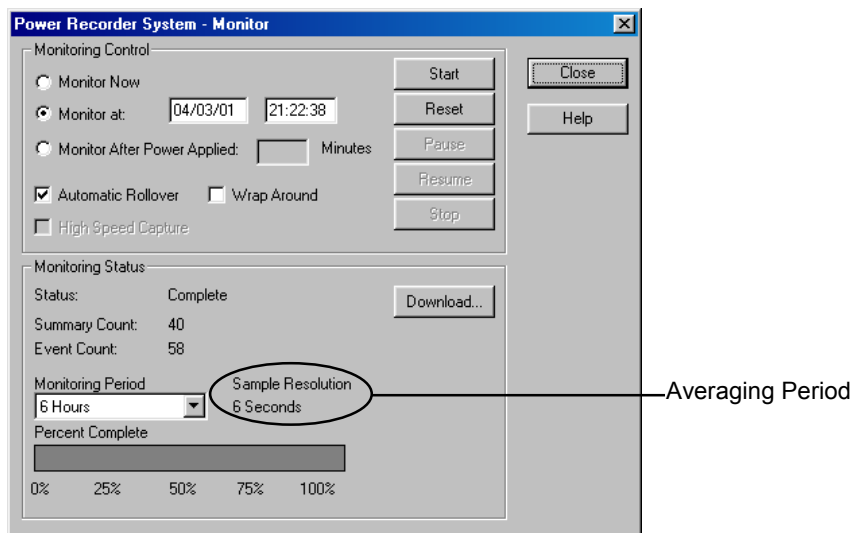 Power Recorder System - Monitor
Monitoring Control
Monitor Now
Monitor at: 04/03/01 21:22:38
Monitor After Power Applied: Minutes
Automatic Rollover Wrap Around
High Speed Capture
Start
Reset
Pause
Resume
Stop
Close
Help
Monitoring Status
Status: Complete
Summary Count: 40
Event Count: 58
Download...
Monitoring Period
6 Hours
Sample Resolution
6 Seconds
Averaging Period
Percent Complete
0% 25% 50% 75% 100%